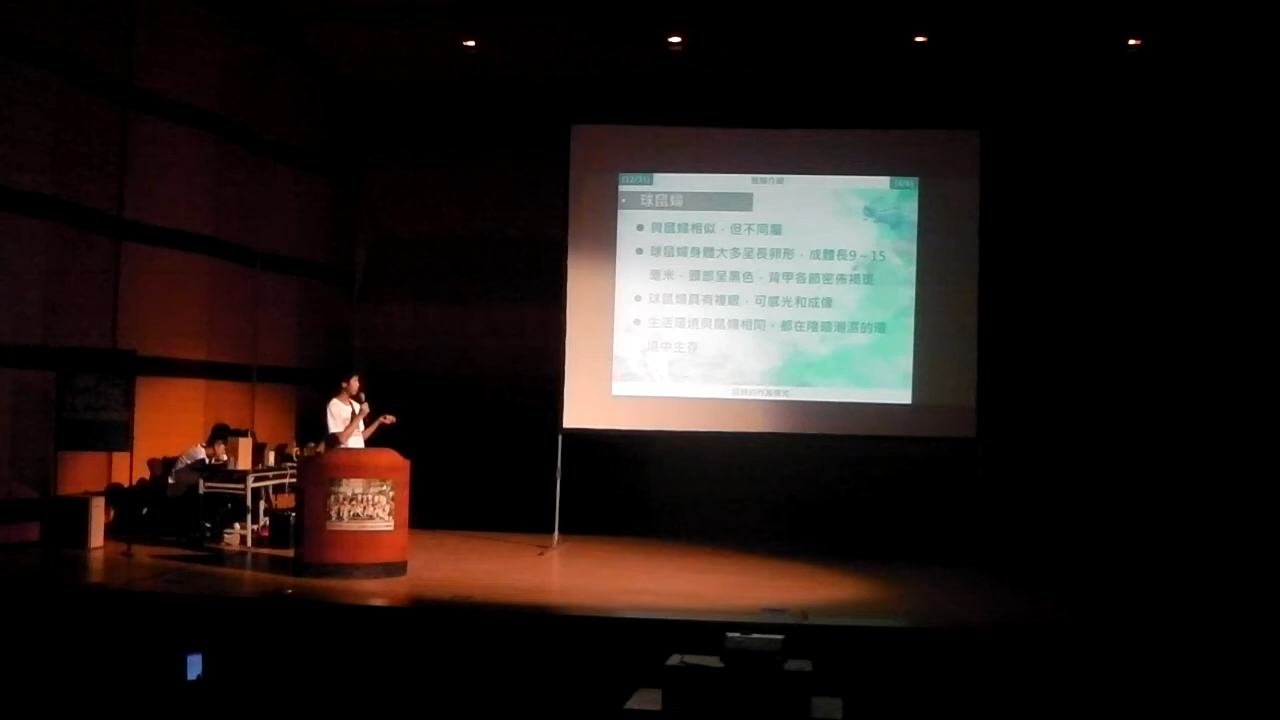 (12/31)
球鼠婦
與鼠婦相似,但不同屬
球鼠婦身體大多呈長卵形,成體長9~15
毫米,頭部呈黑色,背甲各節密佈褐斑
球鼠婦具有複眼,可感光和成像
生活環境與鼠婦相同,都在陰暗潮濕的環
境中生存